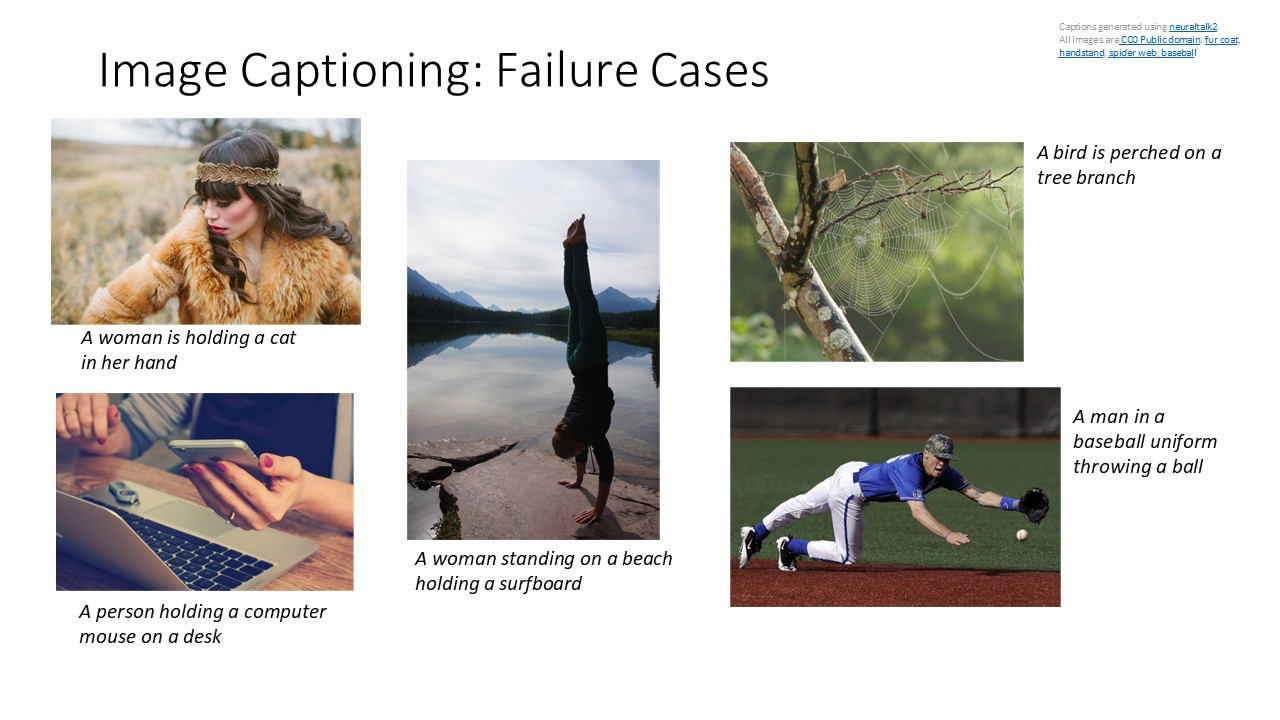 Captions generated using neuraltalk2
All images are CC0 Public domain: fur coat,
handstand, spider web, baseball
Image Captioning: Failure Cases
A woman is holding a cat
in her hand
A person holding a computer
mouse on a desk
A woman standing on a beach
holding a surfboard
A bird is perched on a
tree branch
A man in a
baseball uniform
throwing a ball